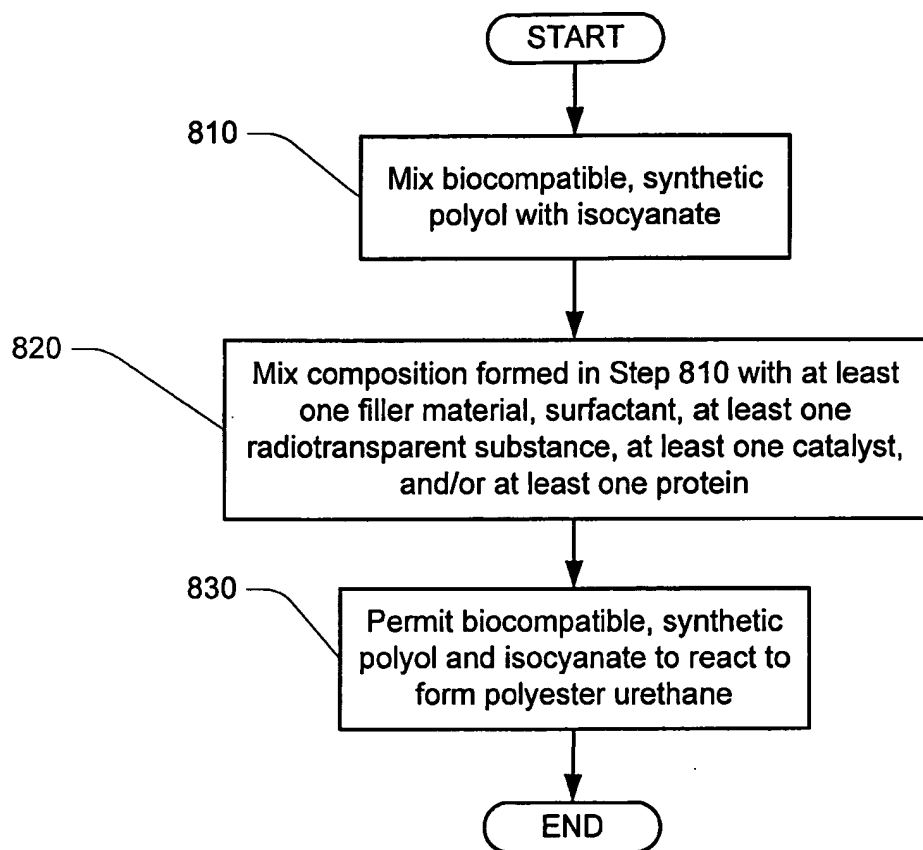 START
810
Mix biocompatible, synthetic
polyol with isocyanate
820
Mix composition formed in Step 810 with at least
one filler material, surfactant, at least one
radiotransparent substance, at least one catalyst,
and/or at least one protein
830
Permit biocompatible, synthetic
polyol and isocyanate to react to
form polyester urethane
END